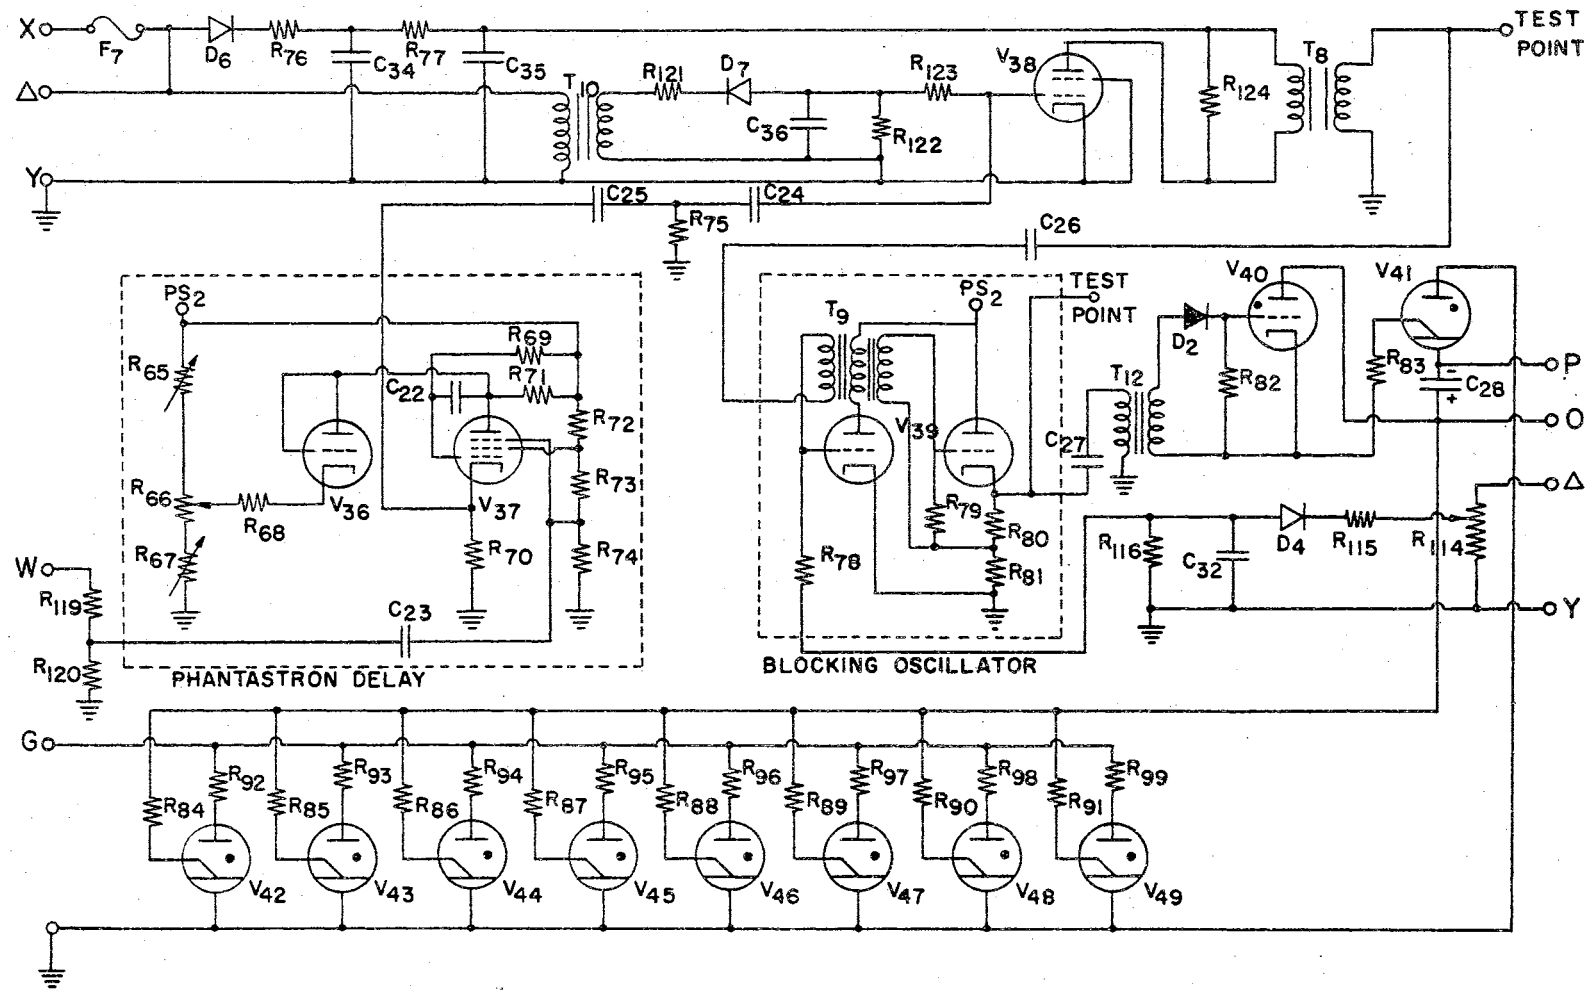 X
F7
D6
R76
C34
R77
C35
T10
R121
D7
C36
R122
R123
V38
R124
T8
TEST
POINT
Δ
Y
C25
C24
R75
C26
PS2
R65
R66
R67
R68
V36
C22
R69
R71
V37
R72
R73
R74
R70
W
R119
R120
C23
PHANTASTRON DELAY
T9
PS2
V39
R78
R79
R80
R81
BLOCKING OSCILLATOR
TEST
POINT
C27
T12
D2
R82
V40
V41
R83
-
+
C28
P
O
Δ
R116
C32
D4
R115
R114
Y
G
R84
R92
R85
R93
R86
R94
R87
R95
R88
R96
R89
R97
R90
R98
R91
R99
V42
V43
V44
V45
V46
V47
V48
V49